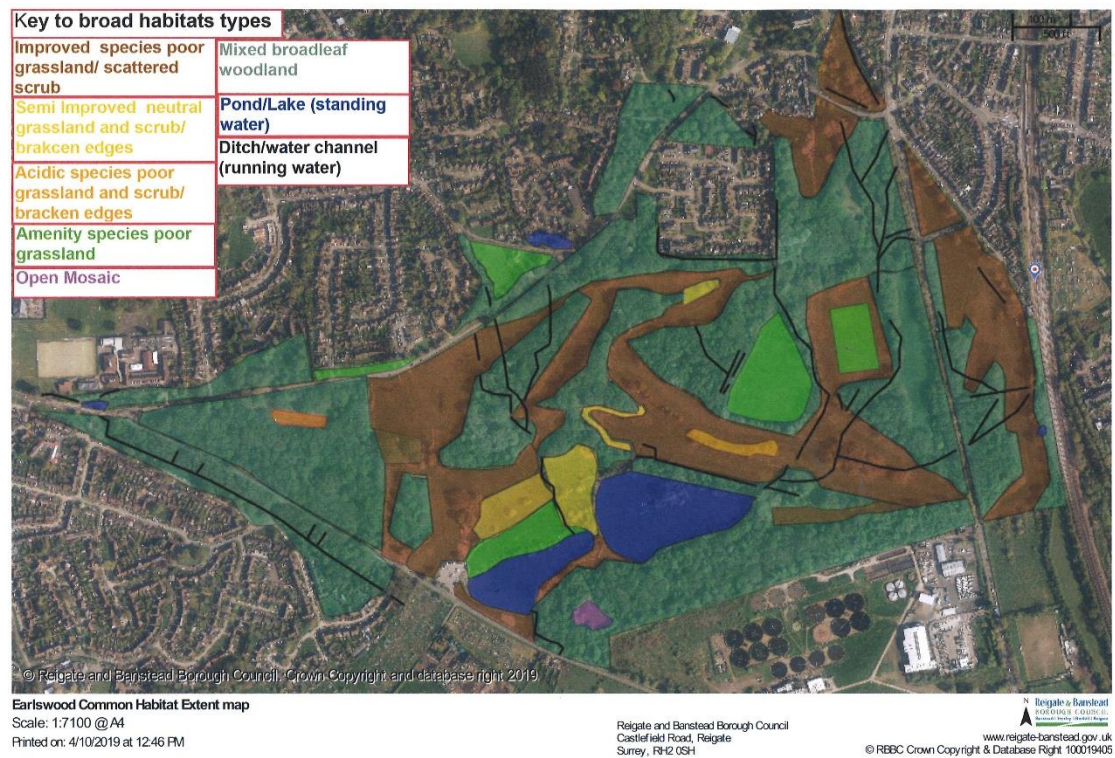 Key to broad habitats types
Improved species poor
grassland/ scattered
scrub
Semi Improved neutral
grassland and scrub/
brakcen edges
Acidic species poor
grassland and scrub/
bracken edges
Amenity species poor
grassland
Open Mosaic
Mixed broadleaf
woodland
Pond/Lake (standing
water)
Ditch/water channel
(running water)
100 m
500 ft
© Reigate and Banstead Borough Council. Crown Copyright and database right 2019
Earlswood Common Habitat Extent map
Scale: 1:7100 @ A4
Printed on: 4/10/2019 at 12:46 PM
Reigate and Banstead Borough Council
Castlefield Road, Reigate
Surrey, RH2 0SH
N
Reigate & Banstead
BOROUGH COUNCIL
www.reigate-banstead.gov.uk
© RBBC Crown Copyright & Database Right 100019405